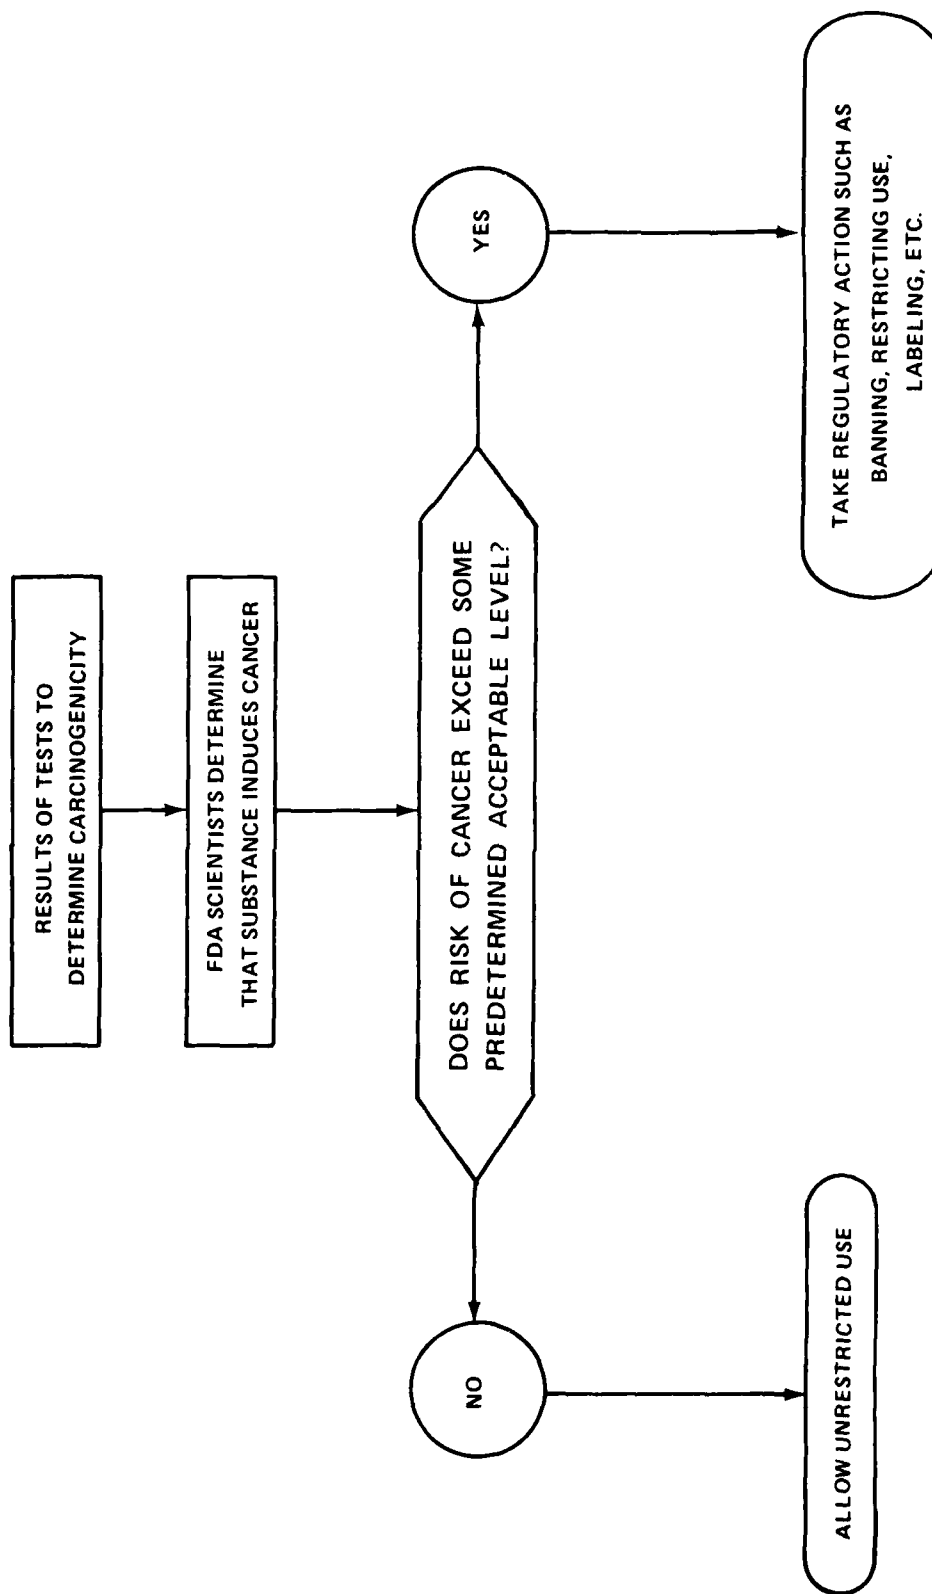 RESULTS OF TESTS TO
DETERMINE CARCINOGENICITY
FDA SCIENTISTS DETERMINE
THAT SUBSTANCE INDUCES CANCER
DOES RISK OF CANCER EXCEED SOME
PREDETERMINED ACCEPTABLE LEVEL?
NO
YES
ALLOW UNRESTRICTED USE
TAKE REGULATORY ACTION SUCH AS
BANNING, RESTRICTING USE,
LABELING, ETC.